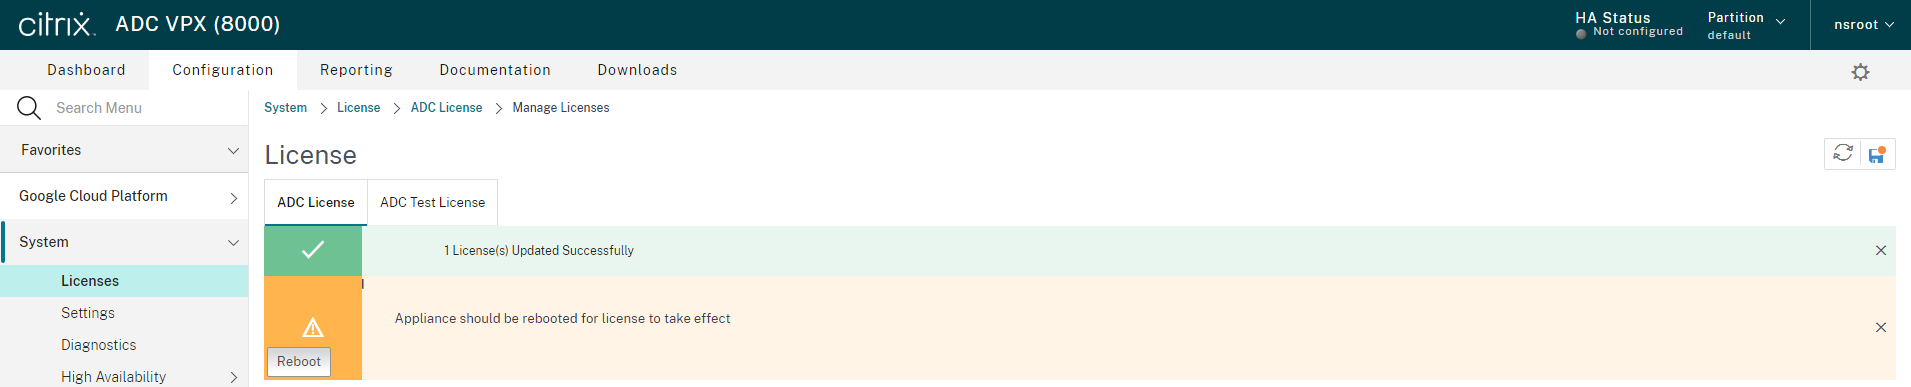 citrix ADC VPX (8000)
HA Status
Not configured
Partition
default
nsroot
Dashboard
Configuration
Reporting
Documentation
Downloads
Search Menu
Favorites
Google Cloud Platform
System
Licenses
Settings
Diagnostics
High Availability
System > License > ADC License > Manage Licenses
License
ADC License
ADC Test License
1 License(s) Updated Successfully
Appliance should be rebooted for license to take effect
Reboot